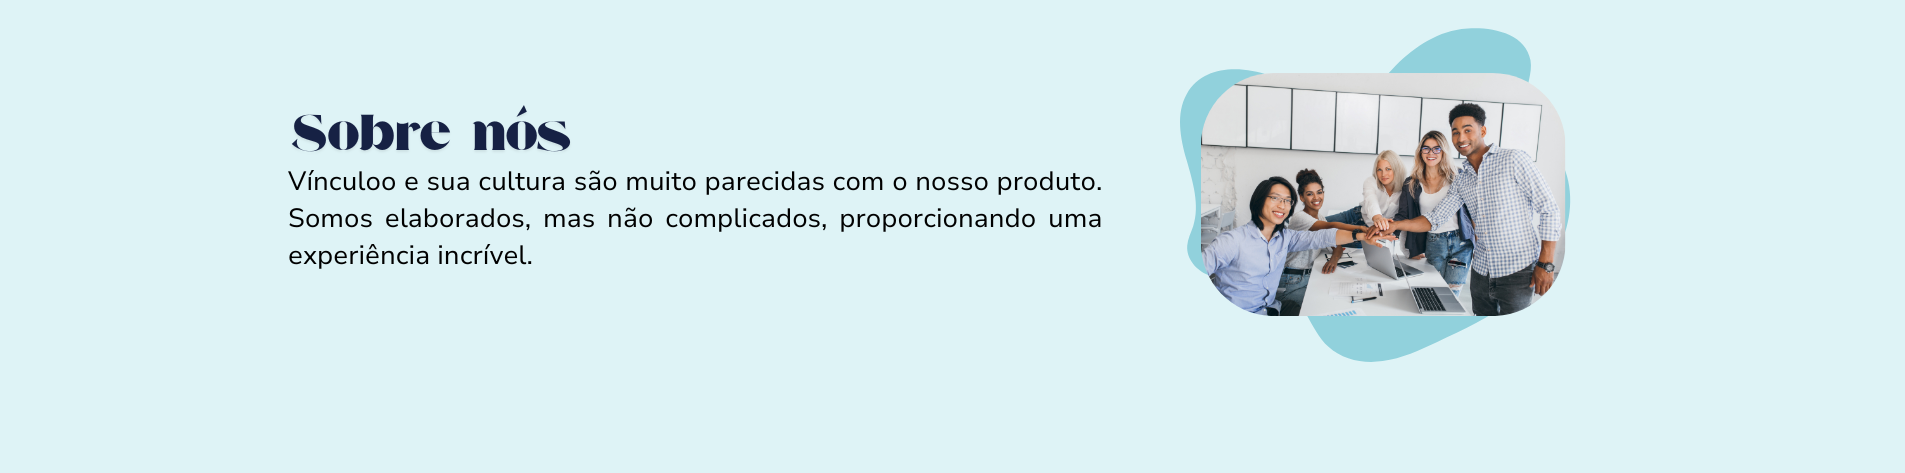 Sobre nós
Vínculoo e sua cultura são muito parecidas com o nosso produto.
Somos elaborados, mas não complicados, proporcionando uma
experiência incrível.